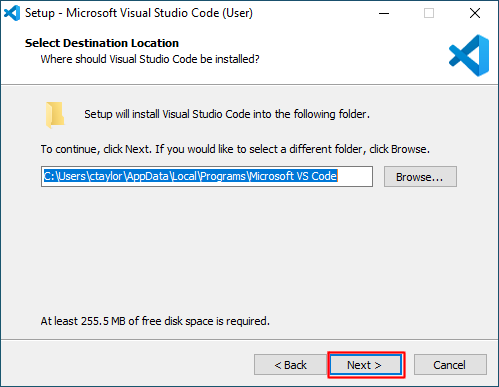 Setup - Microsoft Visual Studio Code (User)
Select Destination Location
Where should Visual Studio Code be installed?
Setup will install Visual Studio Code into the following folder.
To continue, click Next. If you would like to select a different folder, click Browse.
C:\Users\ctaylor\AppData\Local\Programs\Microsoft VS Code
Browse...
At least 255.5 MB of free disk space is required.
< Back
Next >
Cancel